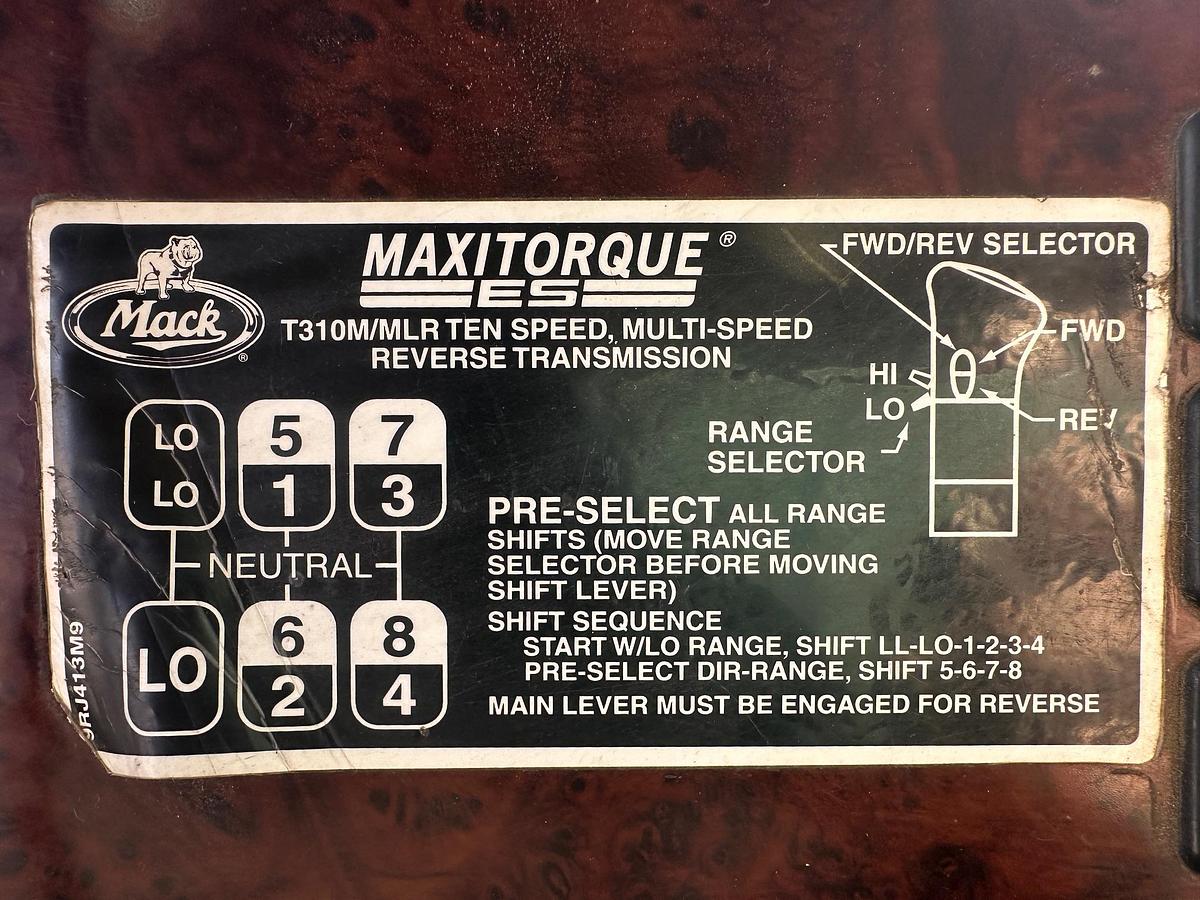 Mack ®
MAXITORQUE ®
ES
T310M/MLR TEN SPEED, MULTI-SPEED
REVERSE TRANSMISSION
FWD/REV SELECTOR
FWD
HI
LO
REV
RANGE
SELECTOR
LO 5 7
LO 1 3
NEUTRAL
LO 6 8
2 4
PRE-SELECT ALL RANGE
SHIFTS (MOVE RANGE
SELECTOR BEFORE MOVING
SHIFT LEVER)
SHIFT SEQUENCE
START W/LO RANGE, SHIFT LL-LO-1-2-3-4
PRE-SELECT DIR-RANGE, SHIFT 5-6-7-8
MAIN LEVER MUST BE ENGAGED FOR REVERSE